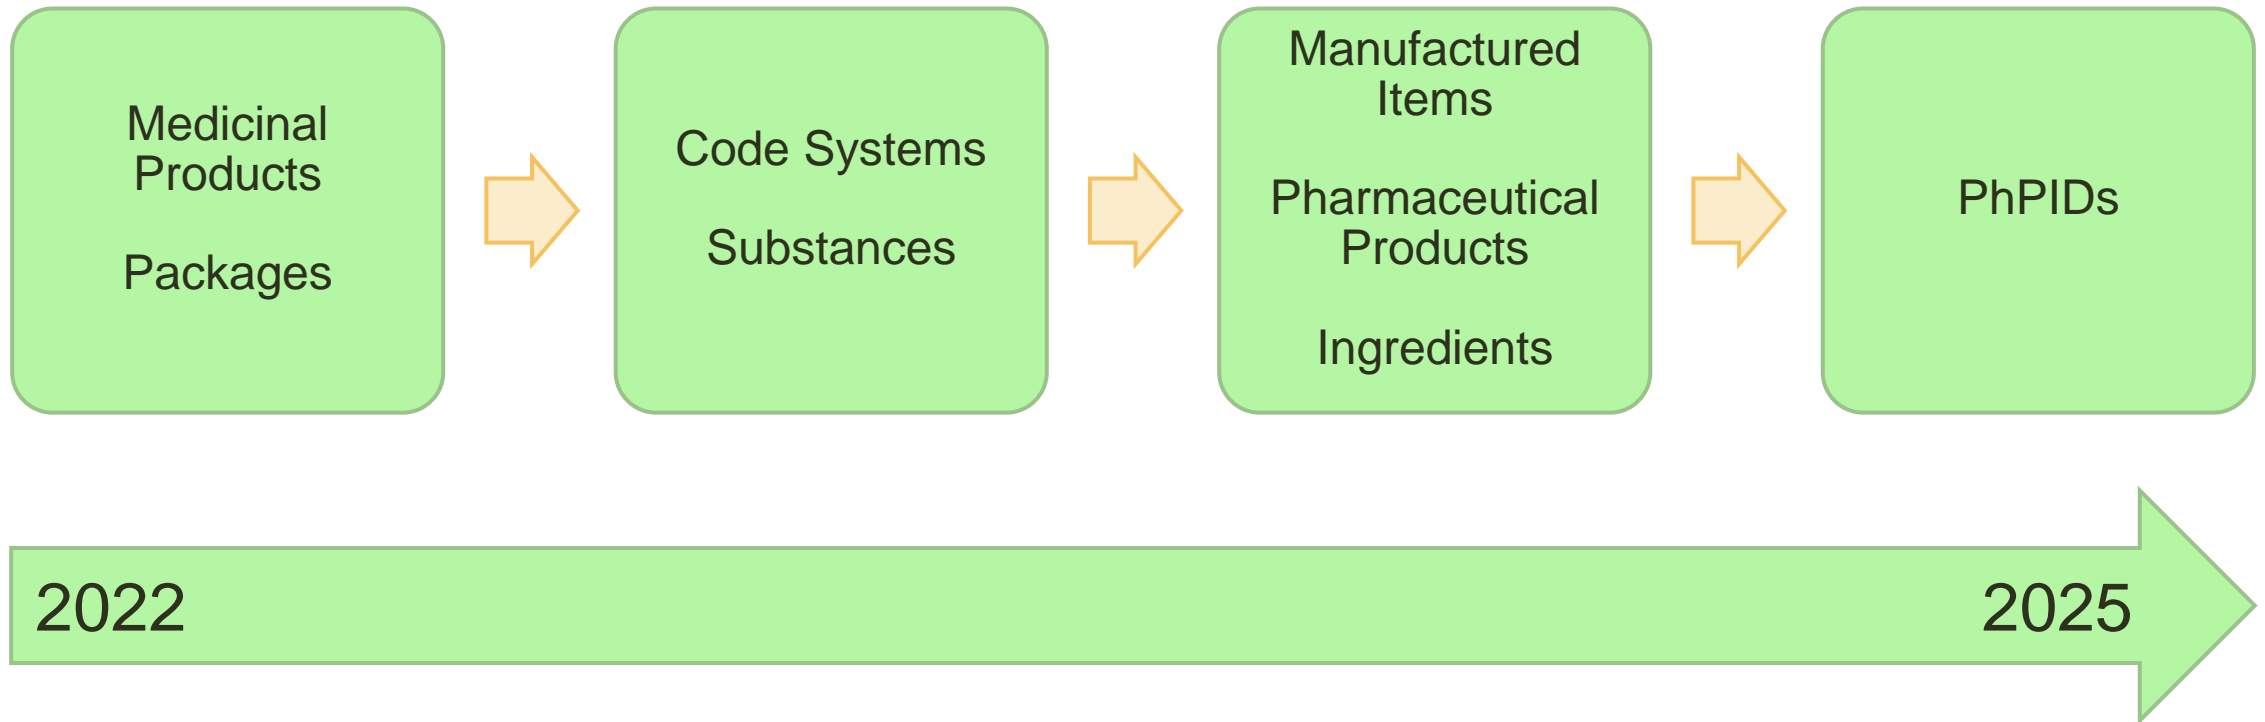 Medicinal
Products
Packages
Code Systems
Substances
Manufactured
Items
Pharmaceutical
Products
Ingredients
PhPIDs
2022
2025